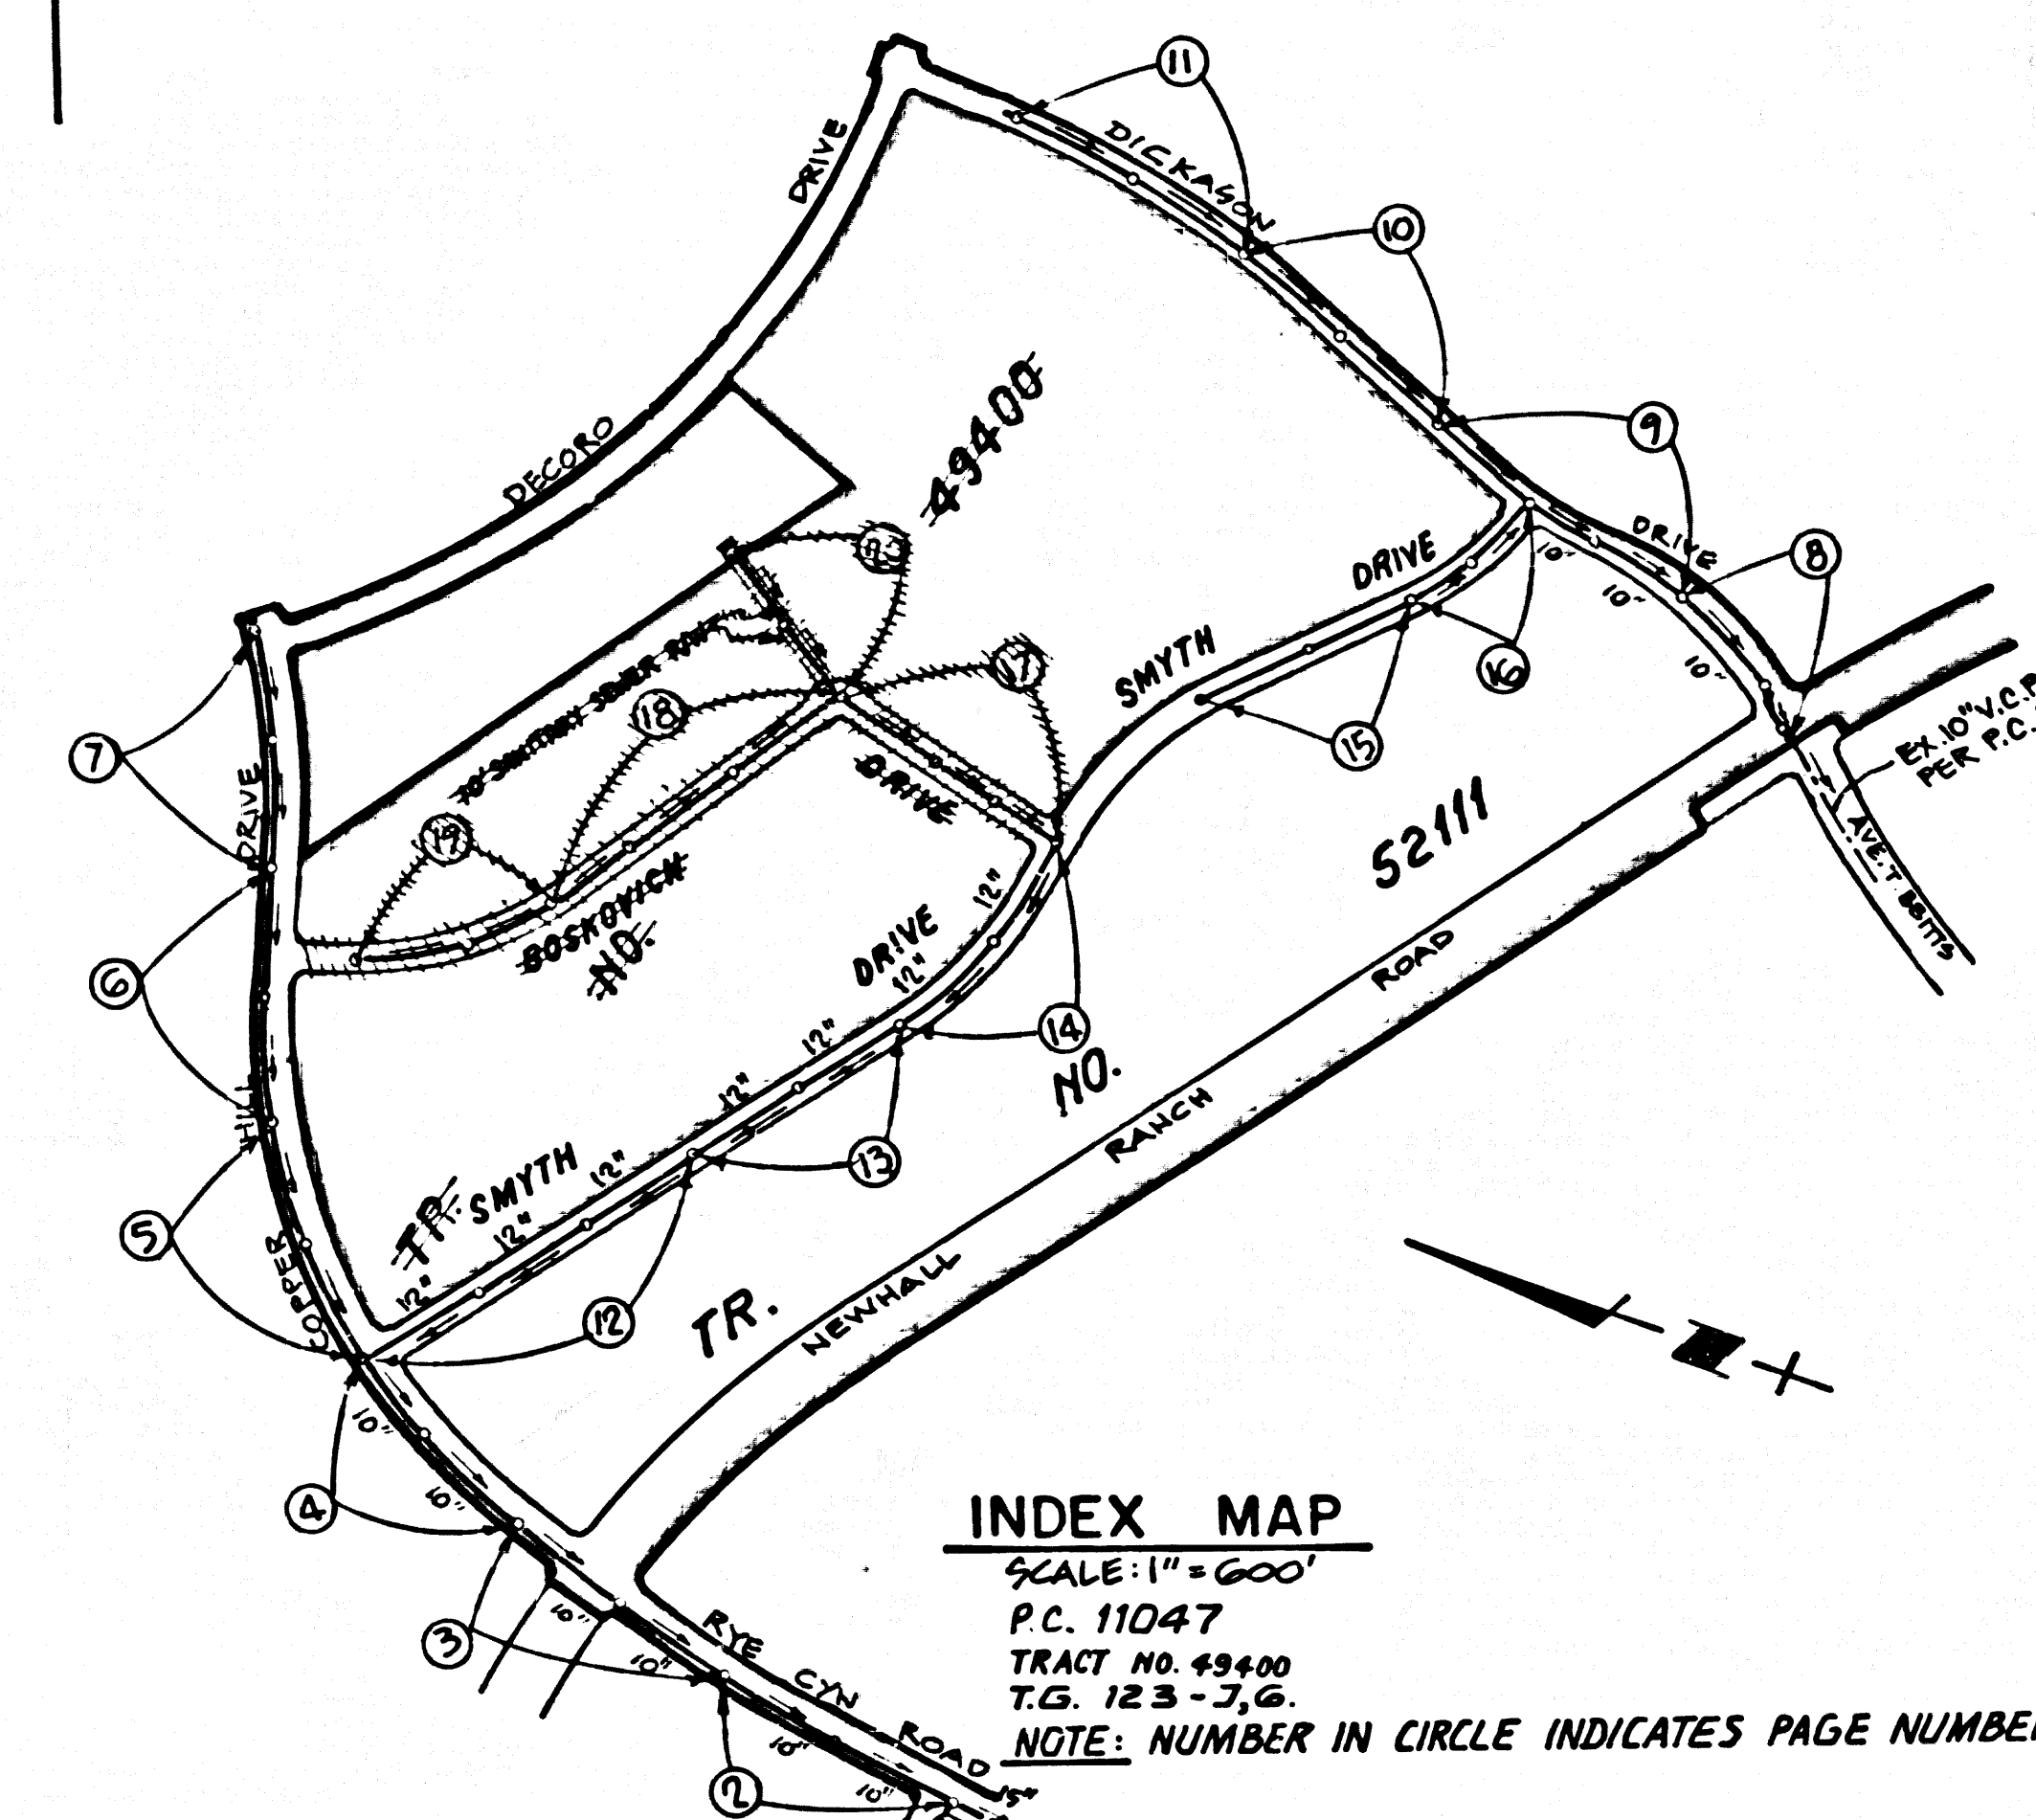 11
DICKASON
DRIVE
10
9
DECORO
49400
DRIVE
8
DRIVE
10"
10"
10"
17
SMYTH
16
18
15
7
DRIVE
DRIVE
EX. 10" V.C.P.
PER P.C.
52111
19
AVE. TIBBITTS
BOSKOVICH
NO.
12"
DRIVE
12"
ROAD
6
12"
14
NO.
12"
HILL
RANCH
13
12"
SMYTH
TR.
12"
5
COPPER
12"
12
TR.
NEWHALL
10"
4
10"
INDEX MAP
SCALE: 1" = 600'
P.C. 11047
TRACT NO. 49400
T.G. 123 - J,G.
NOTE: NUMBER IN CIRCLE INDICATES PAGE NUMBER
3
10"
10"
RYE CYN ROAD
10"
2
10"
15"